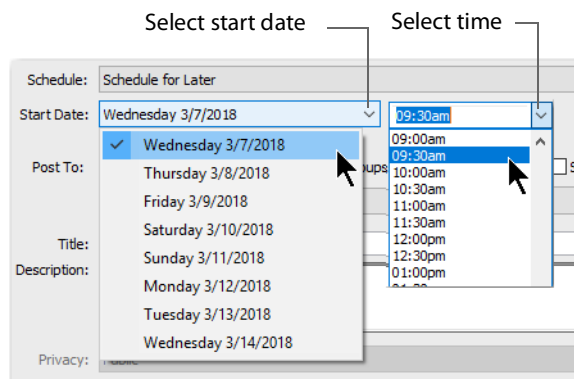 Select start date Select time
Schedule: Schedule for Later
Start Date: Wednesday 3/7/2018 09:30am
Wednesday 3/7/2018
Thursday 3/8/2018
Friday 3/9/2018
Saturday 3/10/2018
Sunday 3/11/2018
Monday 3/12/2018
Tuesday 3/13/2018
Wednesday 3/14/2018
09:00am
09:30am
10:00am
10:30am
11:00am
11:30am
12:00pm
12:30pm
01:00pm
Post To:
Title:
Description:
Privacy: